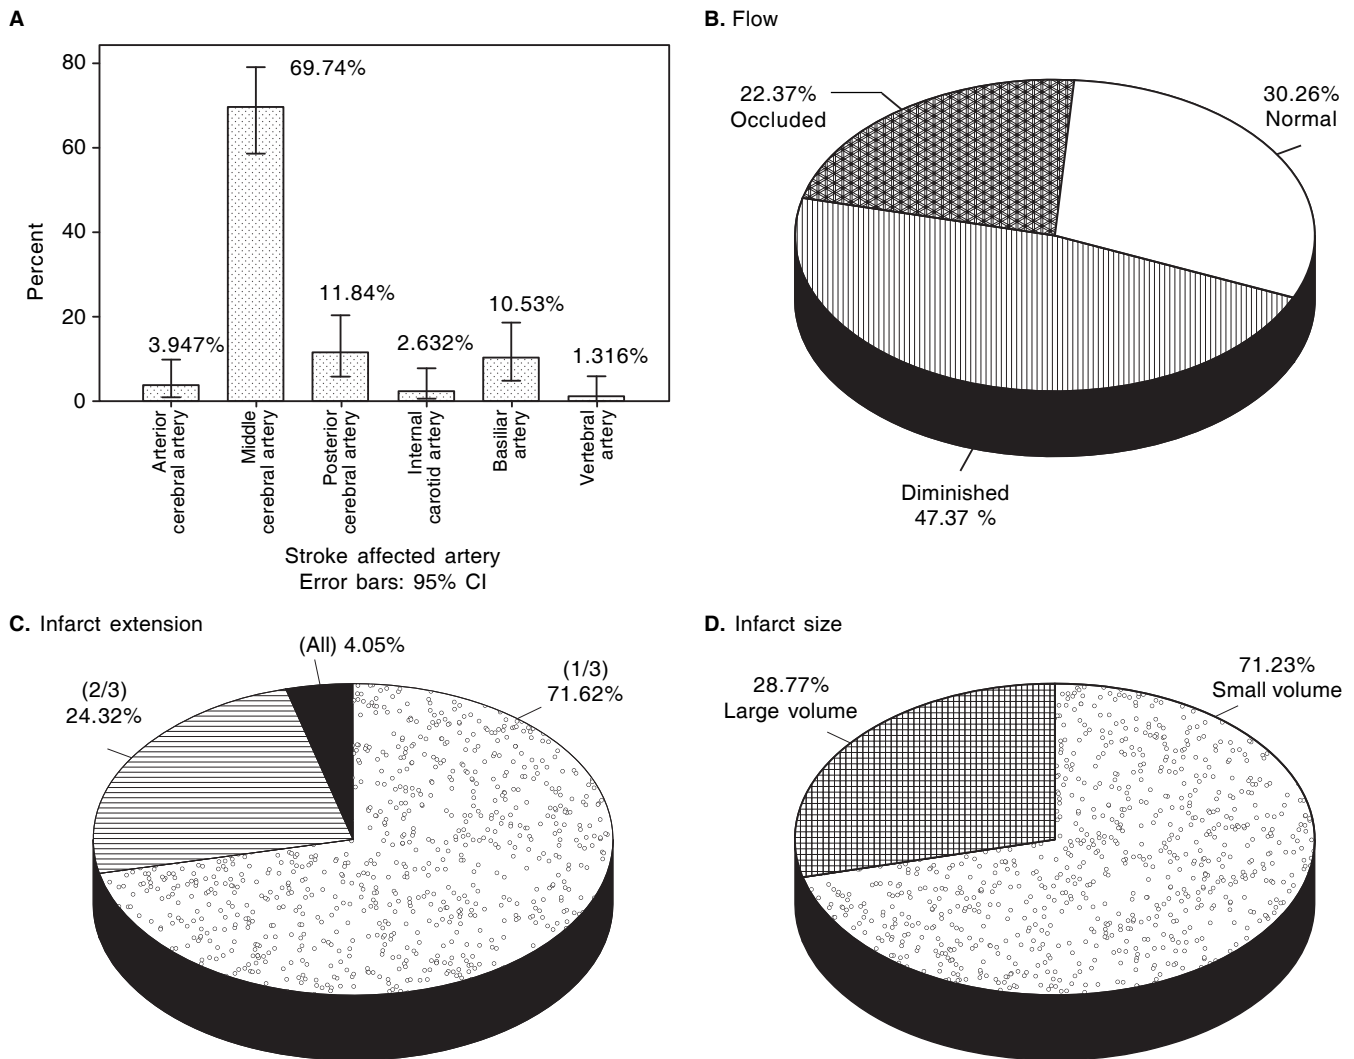 A
80
60
40
20
0
Percent
69.74%
3.947%
11.84%
2.632%
10.53%
1.316%
Arterior
cerebral artery
Middle
cerebral artery
Posterior
cerebral artery
Internal
carotid artery
Basiliar
artery
Vertebral
artery
Stroke affected artery
Error bars: 95% CI
B. Flow
22.37%
Occluded
30.26%
Normal
Diminished
47.37 %
C. Infarct extension
(All) 4.05%
(2/3)
24.32%
(1/3)
71.62%
D. Infarct size
28.77%
Large volume
71.23%
Small volume